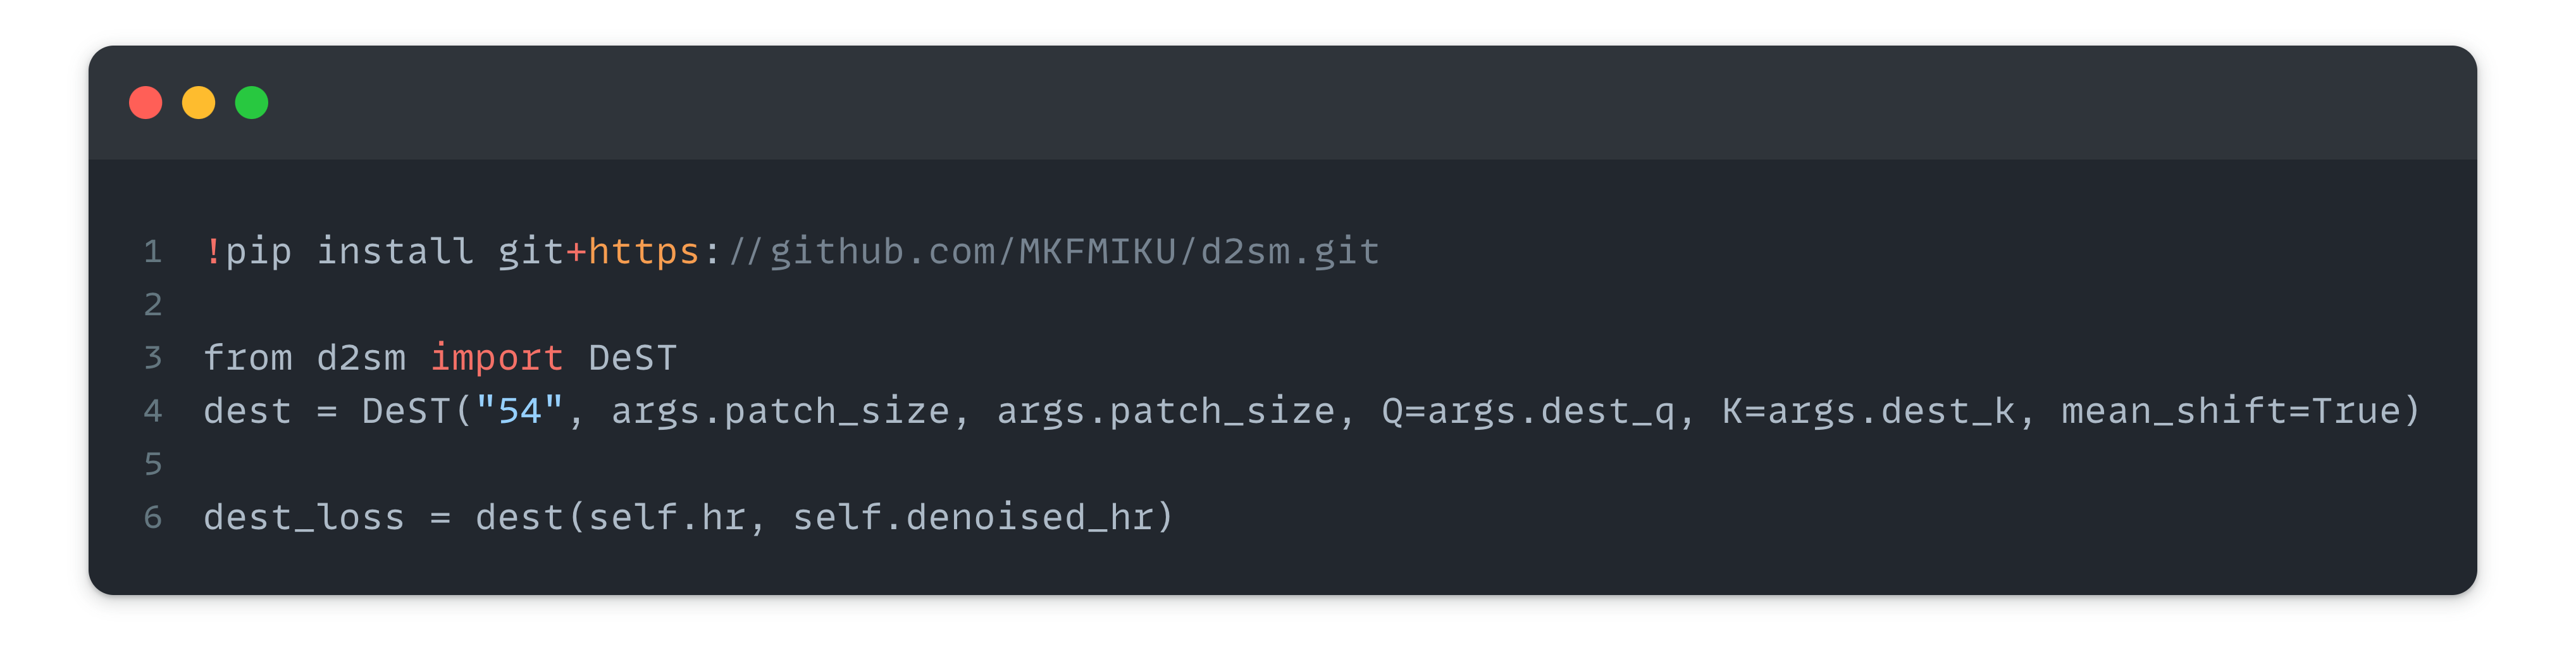 1 !pip install git+https://github.com/MKFMIKU/d2sm.git
2
3 from d2sm import DeST
4 dest = DeST("54", args.patch_size, args.patch_size, Q=args.dest_q, K=args.dest_k, mean_shift=True)
5
6 dest_loss = dest(self.hr, self.denoised_hr)